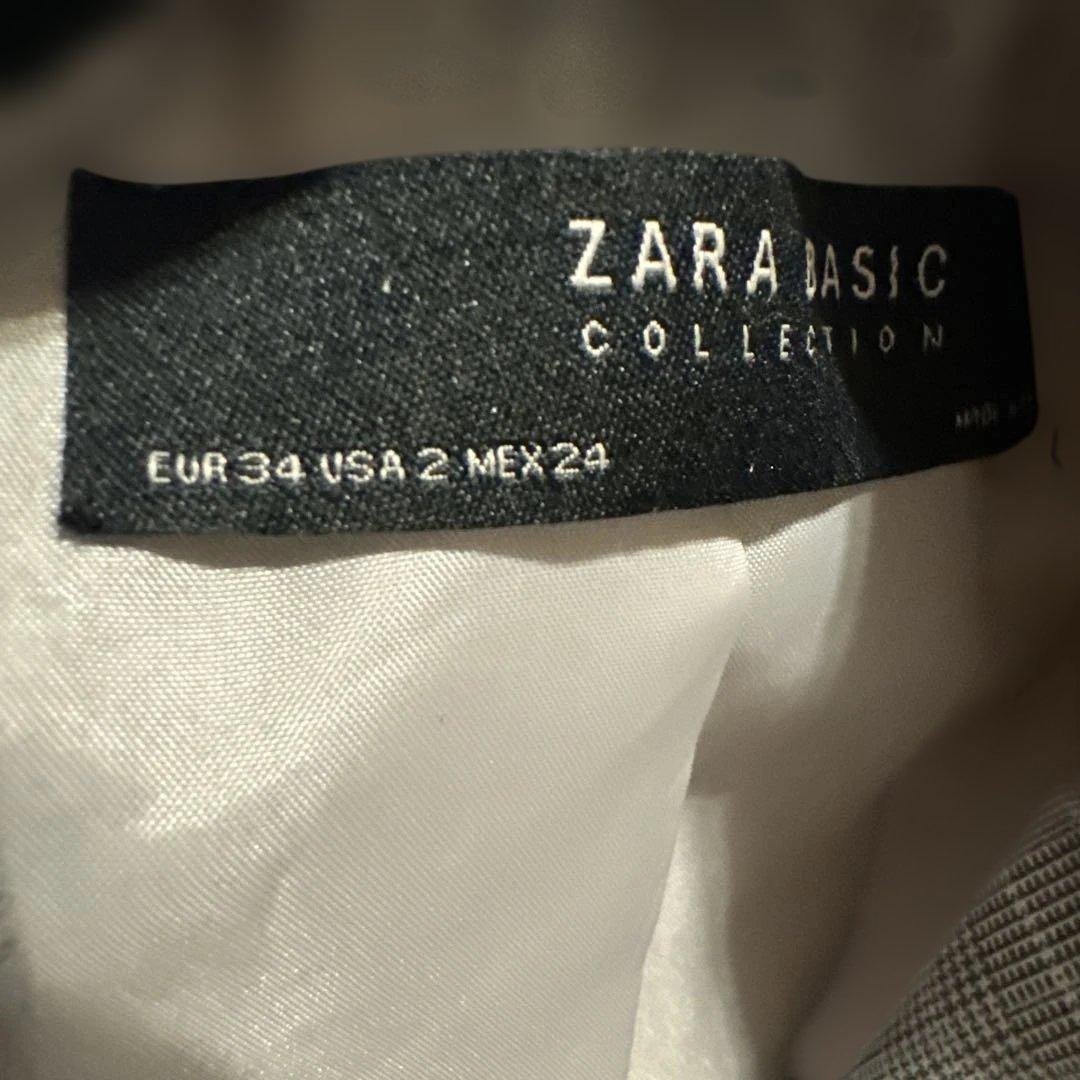 ZARA BASIC
COLLECTION
EUR 34 USA 2 MEX 24